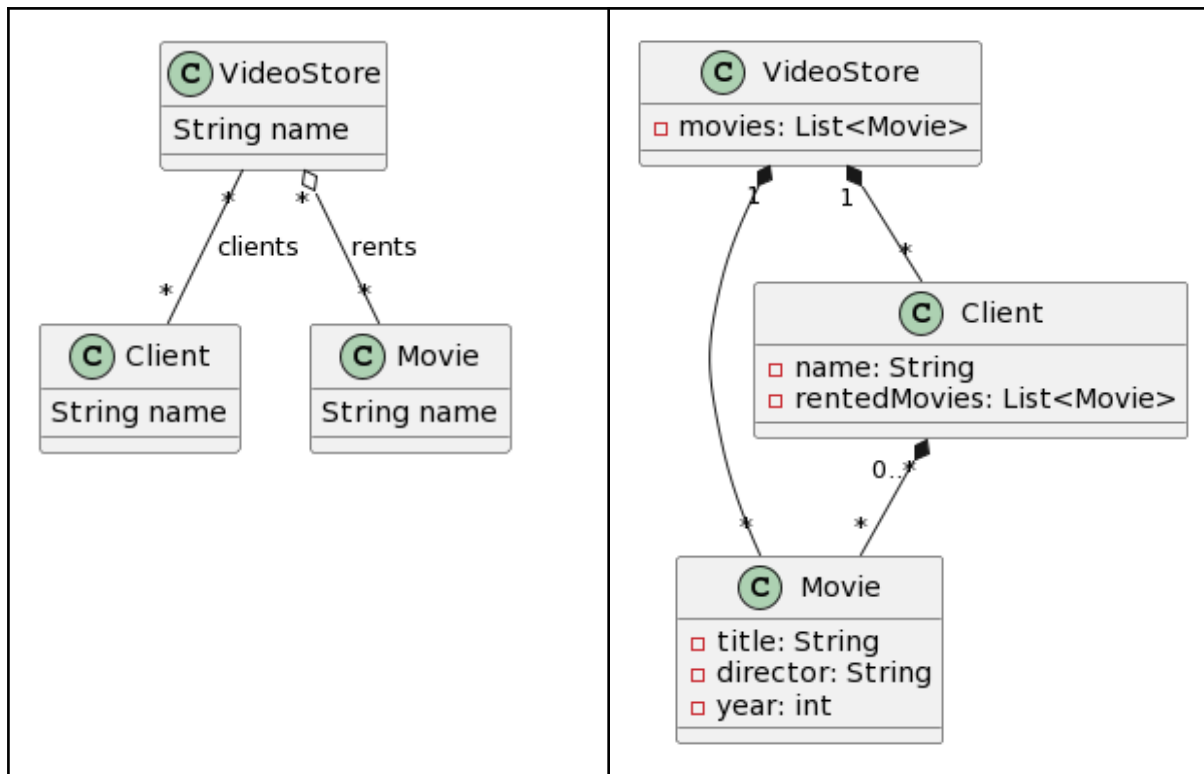 C VideoStore
String name
* *
clients rents
* *
C Client
String name
C Movie
String name
C VideoStore
movies: List<Movie>
1 1
*
C Client
name: String
rentedMovies: List<Movie>
0..*
* *
C Movie
title: String
director: String
year: int